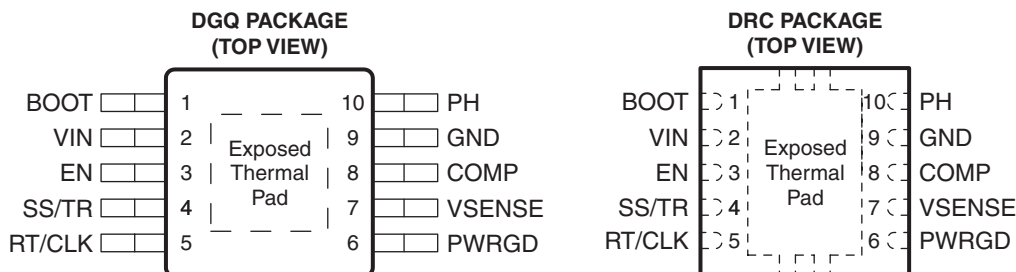 DGQ PACKAGE
(TOP VIEW)
BOOT 1 10 PH
VIN 2 9 GND
EN 3 8 COMP
SS/TR 4 7 VSENSE
RT/CLK 5 6 PWRGD
Exposed
Thermal
Pad
DRC PACKAGE
(TOP VIEW)
BOOT 1 10 PH
VIN 2 9 GND
EN 3 8 COMP
SS/TR 4 7 VSENSE
RT/CLK 5 6 PWRGD
Exposed
Thermal
Pad